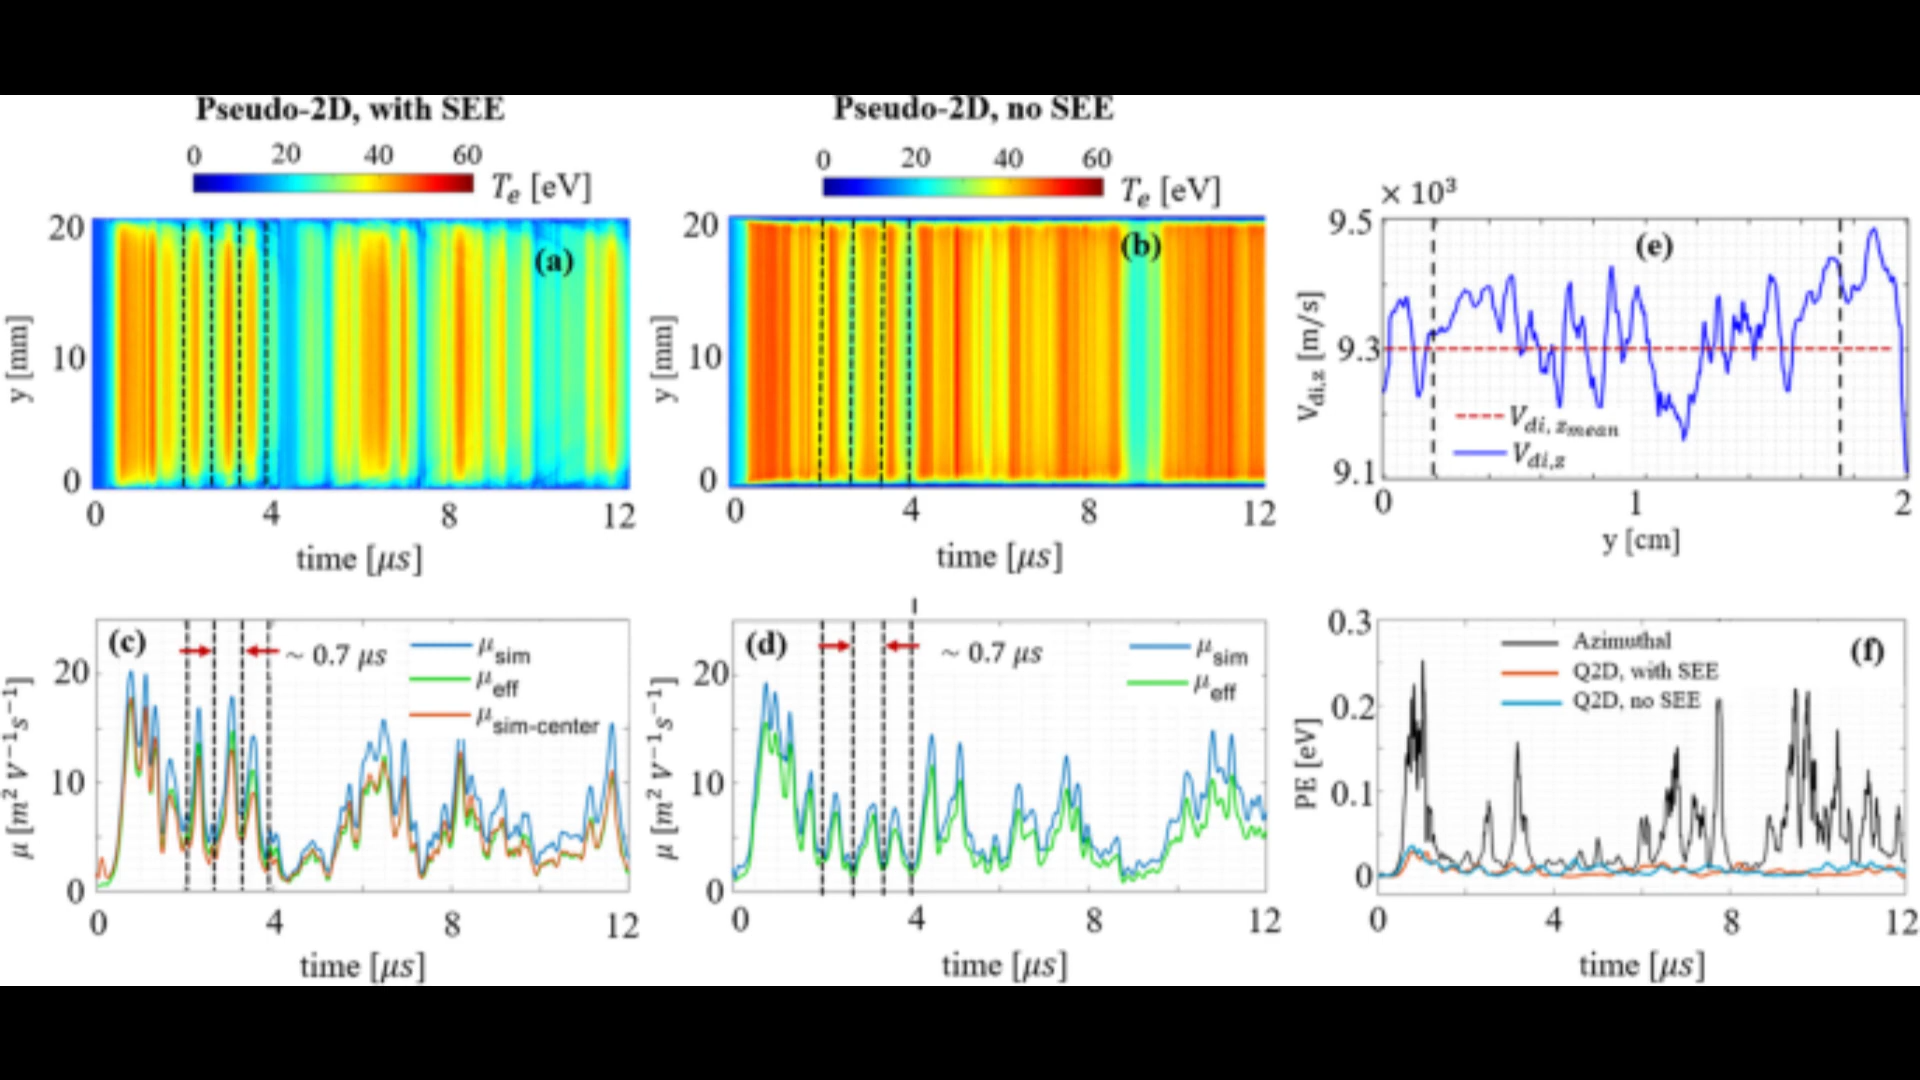 Pseudo-2D, with SEE
0 20 40 60
T_e [eV]
20
10
0
y [mm]
(a)
0 4 8 12
time [μs]
Pseudo-2D, no SEE
0 20 40 60
T_e [eV]
20
10
0
y [mm]
(b)
0 4 8 12
time [μs]
× 10³
9.5
9.3
9.1
V_di,z [m/s]
(e)
V_di,z_mean
V_di,z
0 1 2
y [cm]
(c)
~ 0.7 μs
μ_sim
μ_eff
μ_sim-center
20
10
0
μ [m² V⁻¹s⁻¹]
0 4 8 12
time [μs]
(d)
~ 0.7 μs
μ_sim
μ_eff
20
10
0
μ [m² V⁻¹s⁻¹]
0 4 8 12
time [μs]
0.3
0.2
0.1
0
PE [eV]
Azimuthal
Q2D, with SEE
Q2D, no SEE
(f)
0 4 8 12
time [μs]